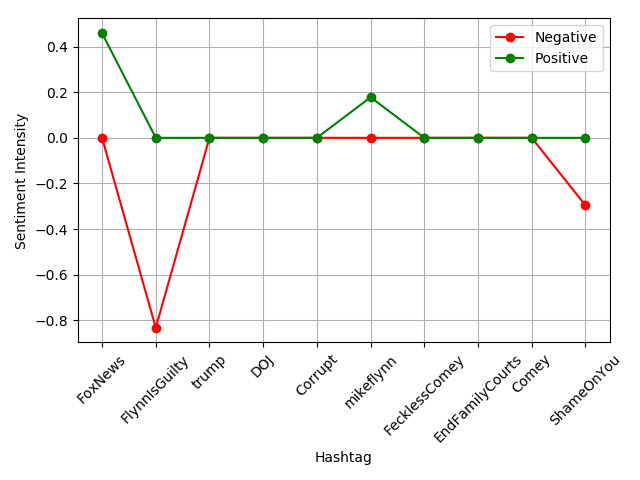 Negative
Positive
Sentiment Intensity
0.4
0.2
0.0
−0.2
−0.4
−0.6
−0.8
FoxNews
FlynnIsGuilty
trump
DOJ
Corrupt
mikeflynn
FecklessComey
EndFamilyCourts
Comey
ShameOnYou
Hashtag